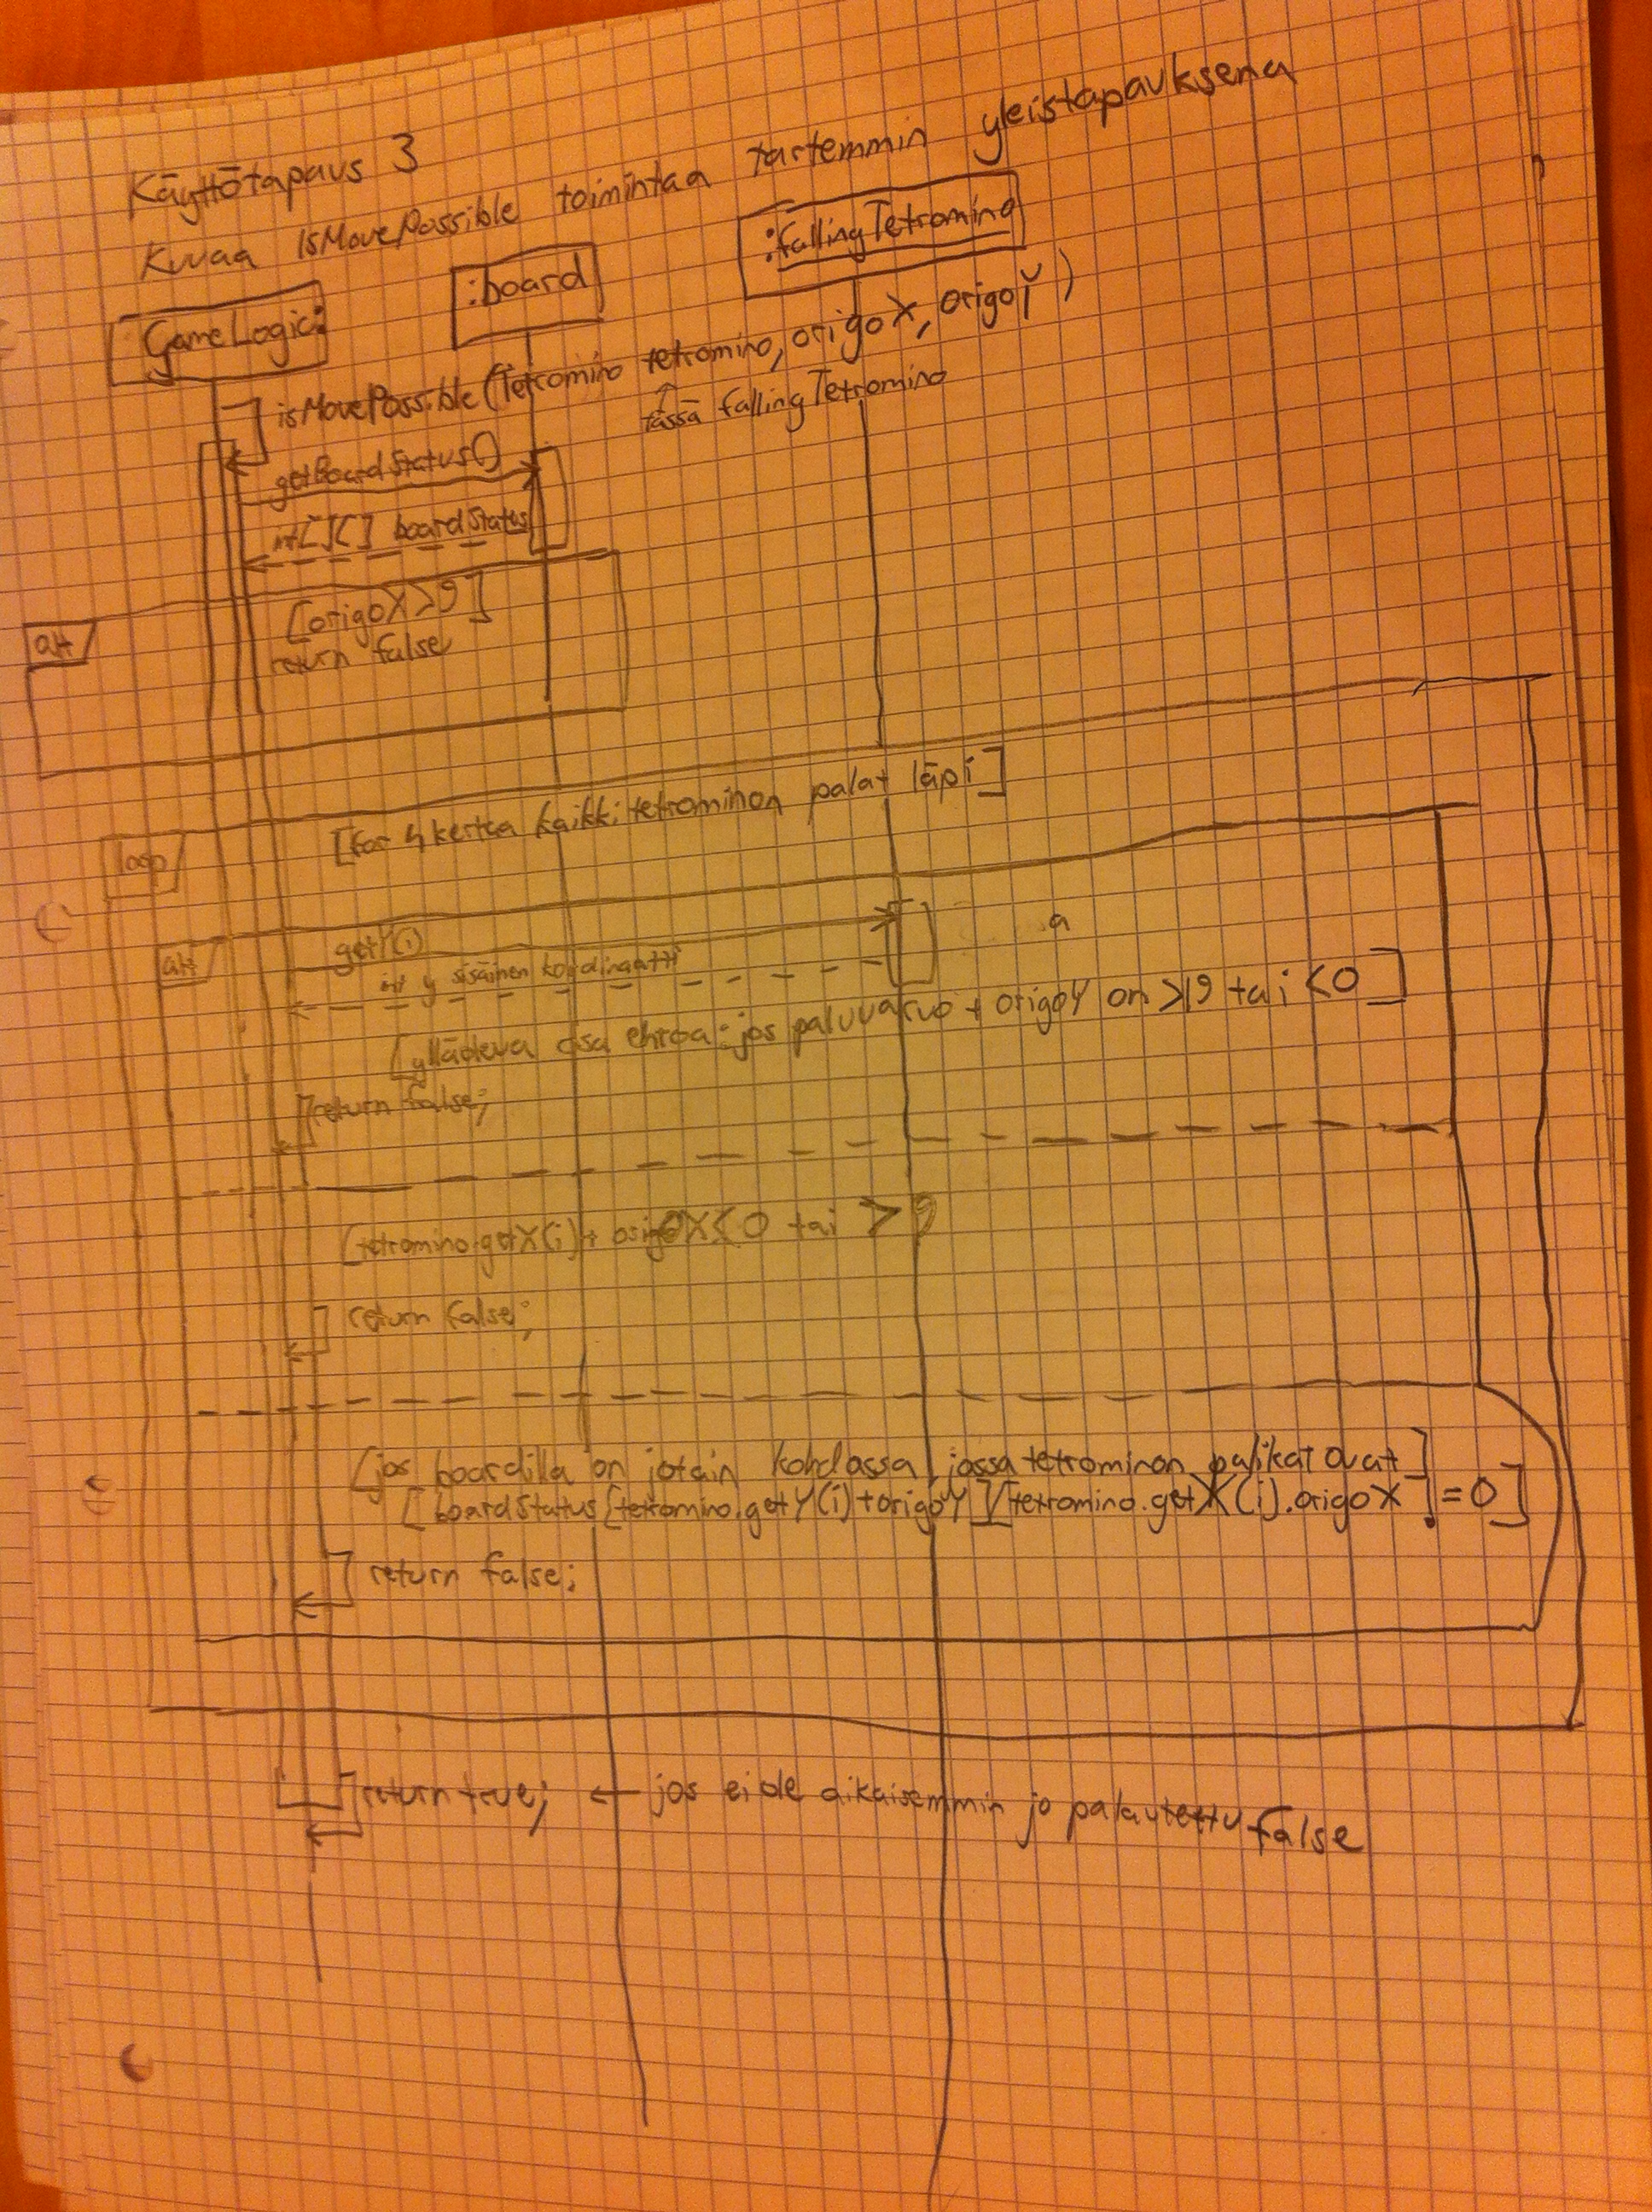 Käyttötapaus 3
Kuvaa isMovePossible toimintaa tartemmin yleistapauksena
GameLogic:
:board
:fallingTetromino
isMovePossible(Tetromino tetromino, origoX, origoY)
tässä fallingTetromino
getBoardStatus()
int[][] boardStatus
alt
[origoX>9]
return false
loop
[for 4 kertaa kaikki tetrominon palat läpi]
alt
getY(i)
int y sisäinen koordinaatti
a
[ylläoleva osa ehtoa: jos paluuarvo + origoY on >19 tai <0]
return false;
[tetromino.getX(i)+ origoX<0 tai >9
return false;
[jos boardilla on jotain kohdassa, jossa tetrominon palikat ovat]
[boardStatus[tetromino.getY(i)+origoY][tetromino.getX(i).origoX]!=0]
return false;
return true; ← jos ei ole aikaisemmin jo palautettu false